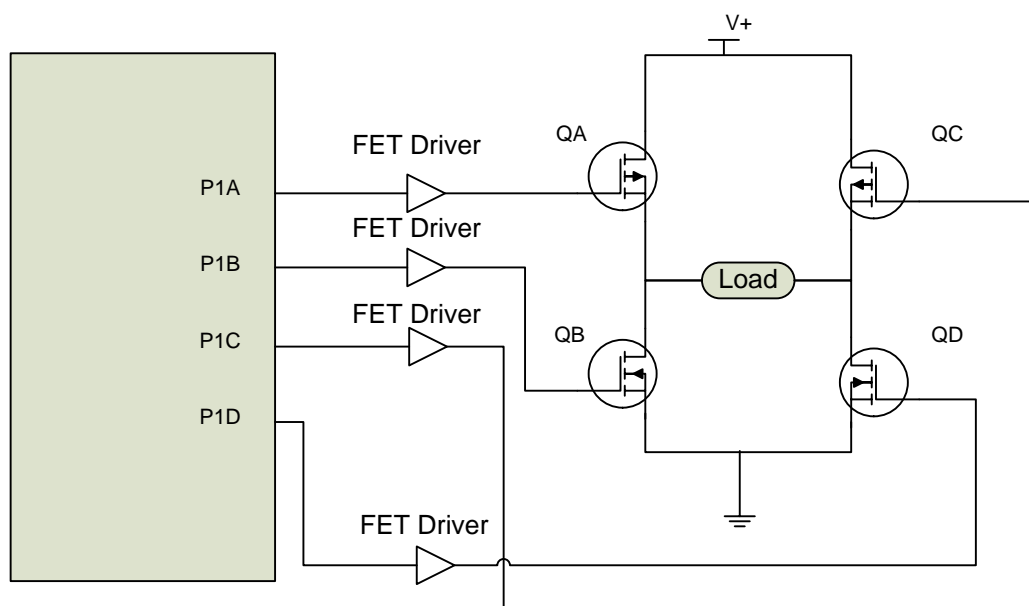 V+
QA
QC
FET Driver
P1A
FET Driver
P1B
Load
FET Driver
P1C
QB
QD
P1D
FET Driver